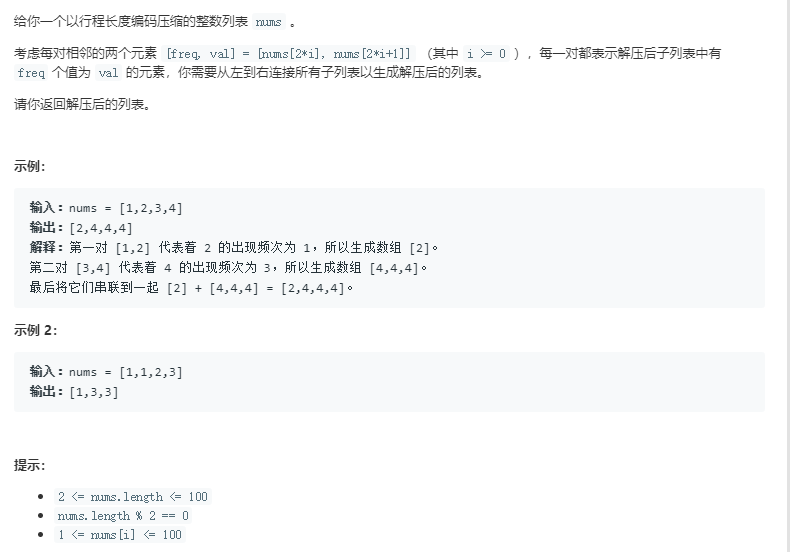 给你一个以行程长度编码压缩的整数列表 nums 。
考虑每对相邻的两个元素 [freq, val] = [nums[2*i], nums[2*i+1]] （其中 i >= 0 ），每一对都表示解压后子列表中有
freq 个值为 val 的元素，你需要从左到右连接所有子列表以生成解压后的列表。
请你返回解压后的列表。
示例：
输入：nums = [1,2,3,4]
输出：[2,4,4,4]
解释：第一对 [1,2] 代表着 2 的出现频次为 1，所以生成数组 [2]。
第二对 [3,4] 代表着 4 的出现频次为 3，所以生成数组 [4,4,4]。
最后将它们串联到一起 [2] + [4,4,4] = [2,4,4,4]。
示例 2：
输入：nums = [1,1,2,3]
输出：[1,3,3]
提示：
2 <= nums.length <= 100
nums.length % 2 == 0
1 <= nums[i] <= 100